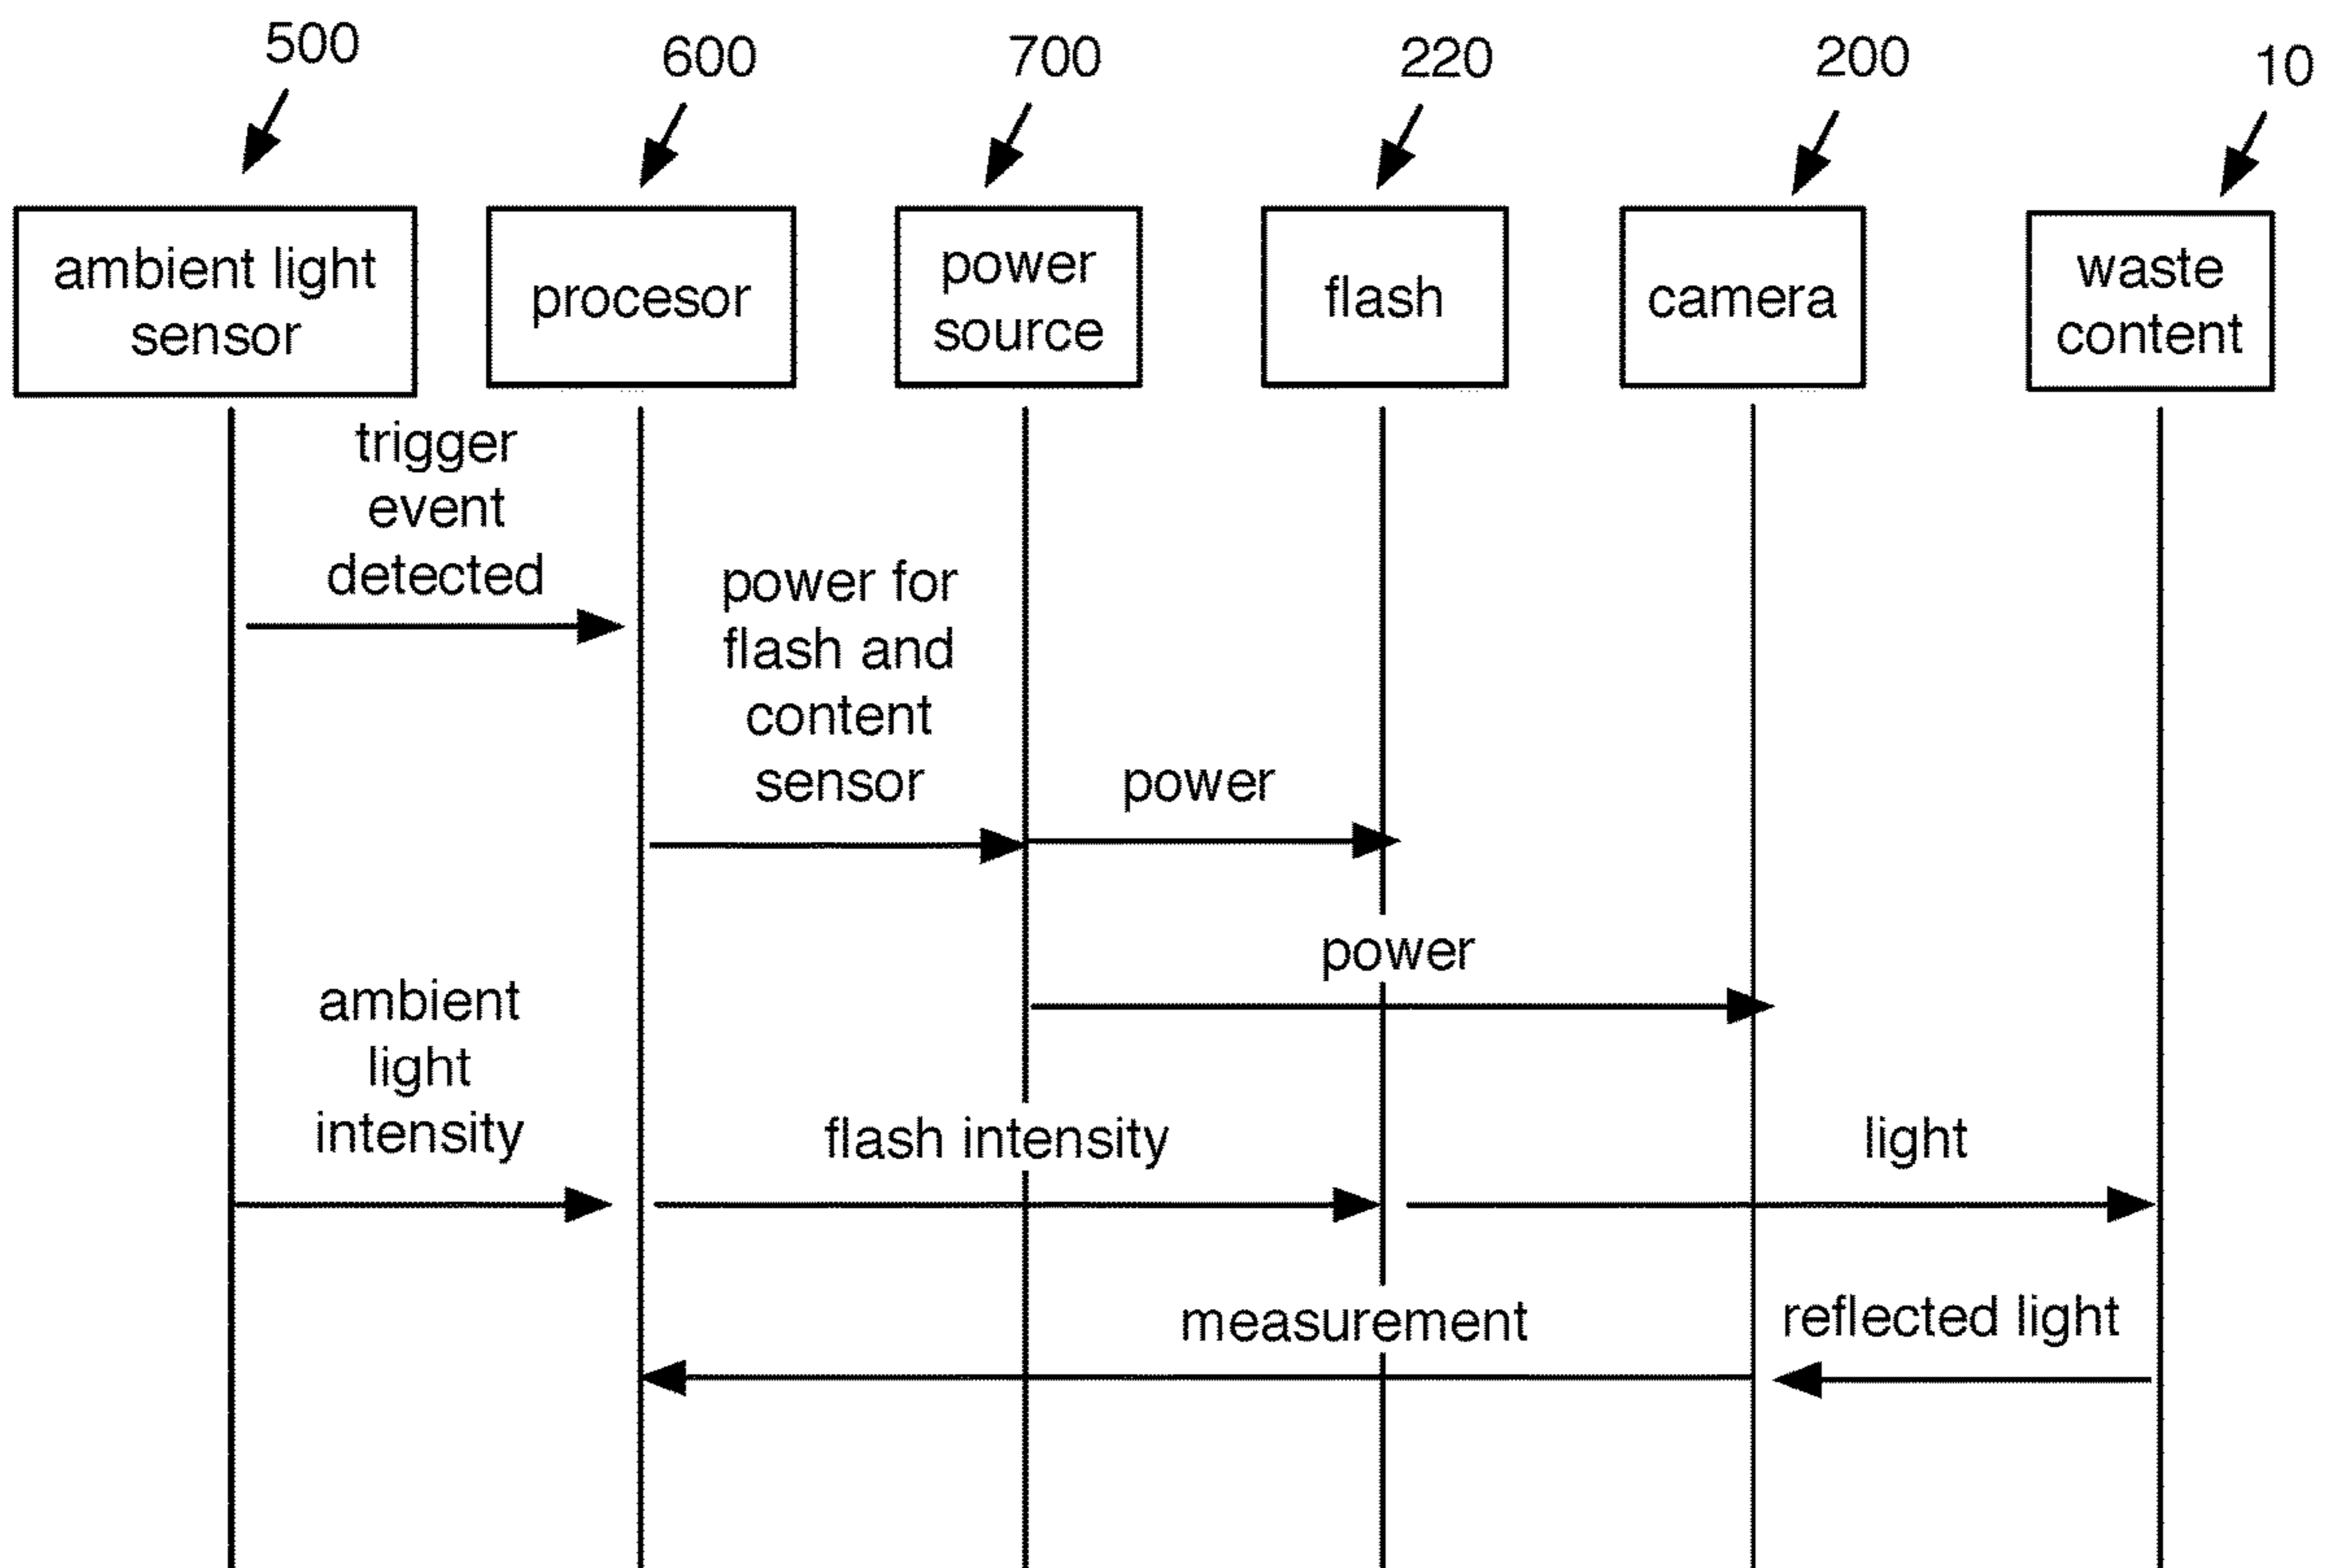 500
600
700
220
200
10
ambient light
sensor
procesor
power
source
flash
camera
waste
content
trigger
event
detected
power for
flash and
content
sensor
power
power
ambient
light
intensity
flash intensity
light
measurement
reflected light